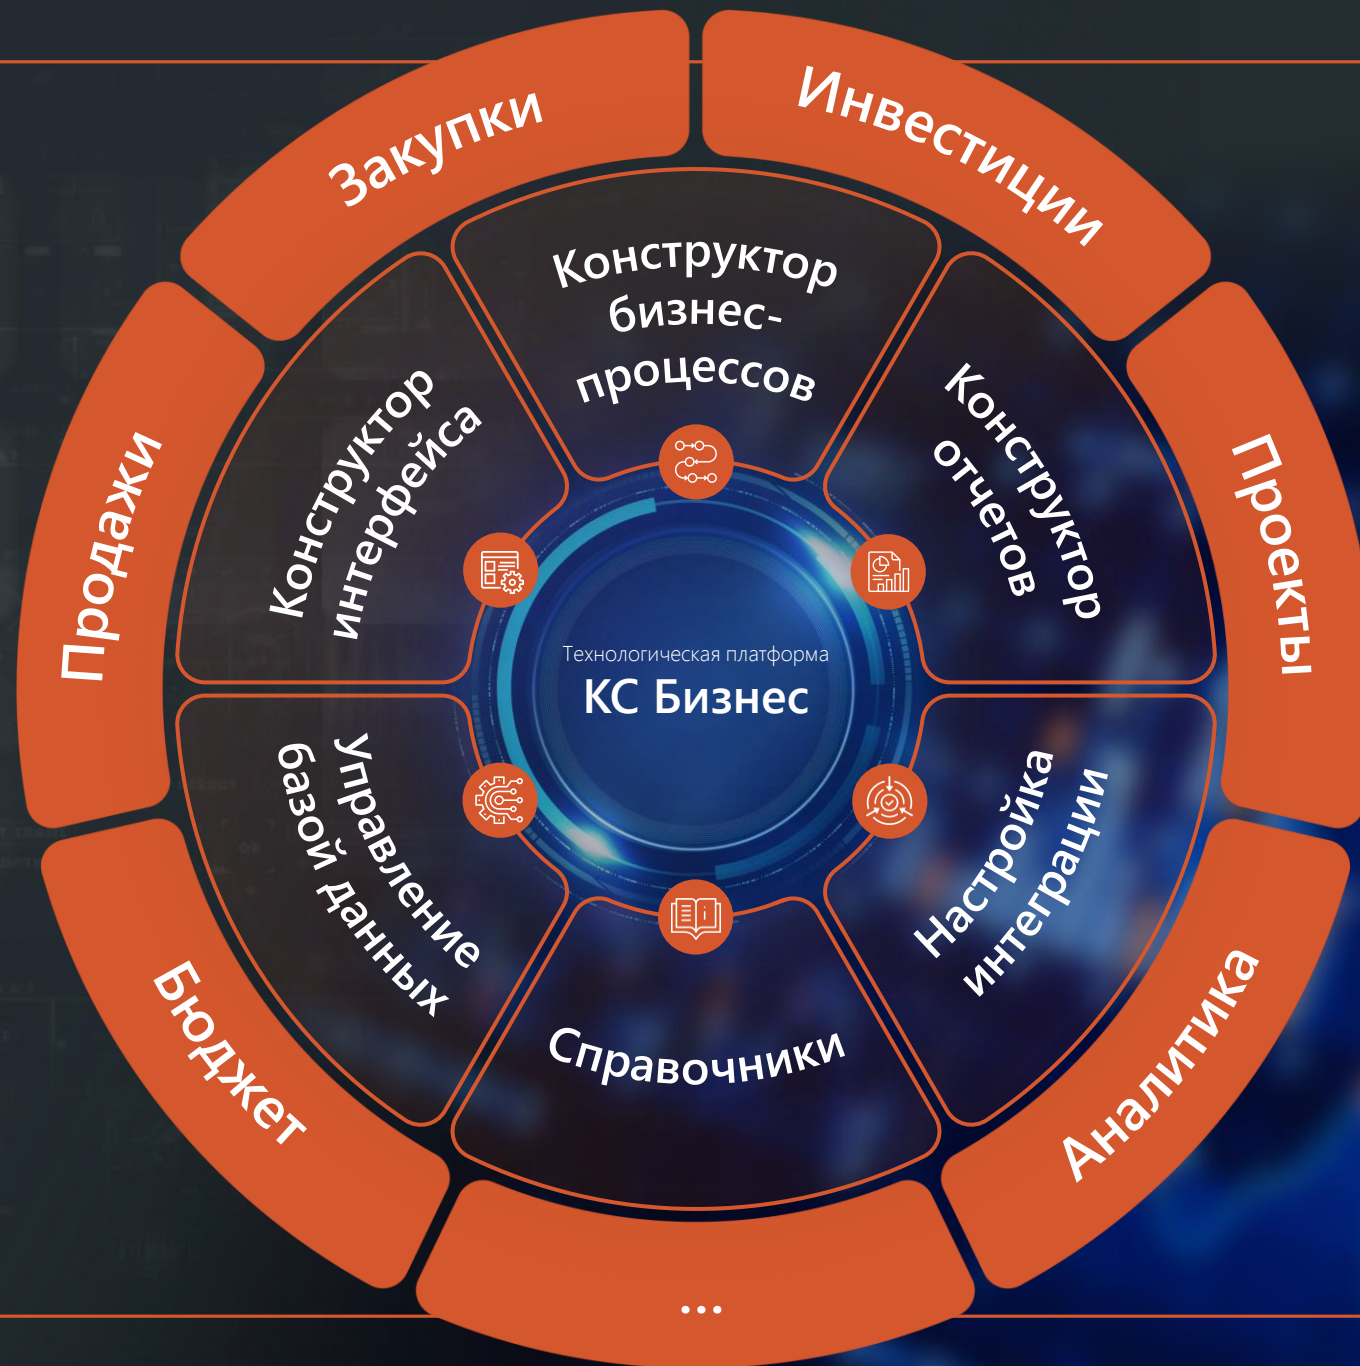 Закупки
Инвестиции
Проекты
Аналитика
...
Бюджет
Продажи
Конструктор
бизнес-
процессов
Конструктор
отчетов
Настройка
интеграции
Справочники
Управление
базой данных
Конструктор
интерфейса
Технологическая платформа
КС Бизнес